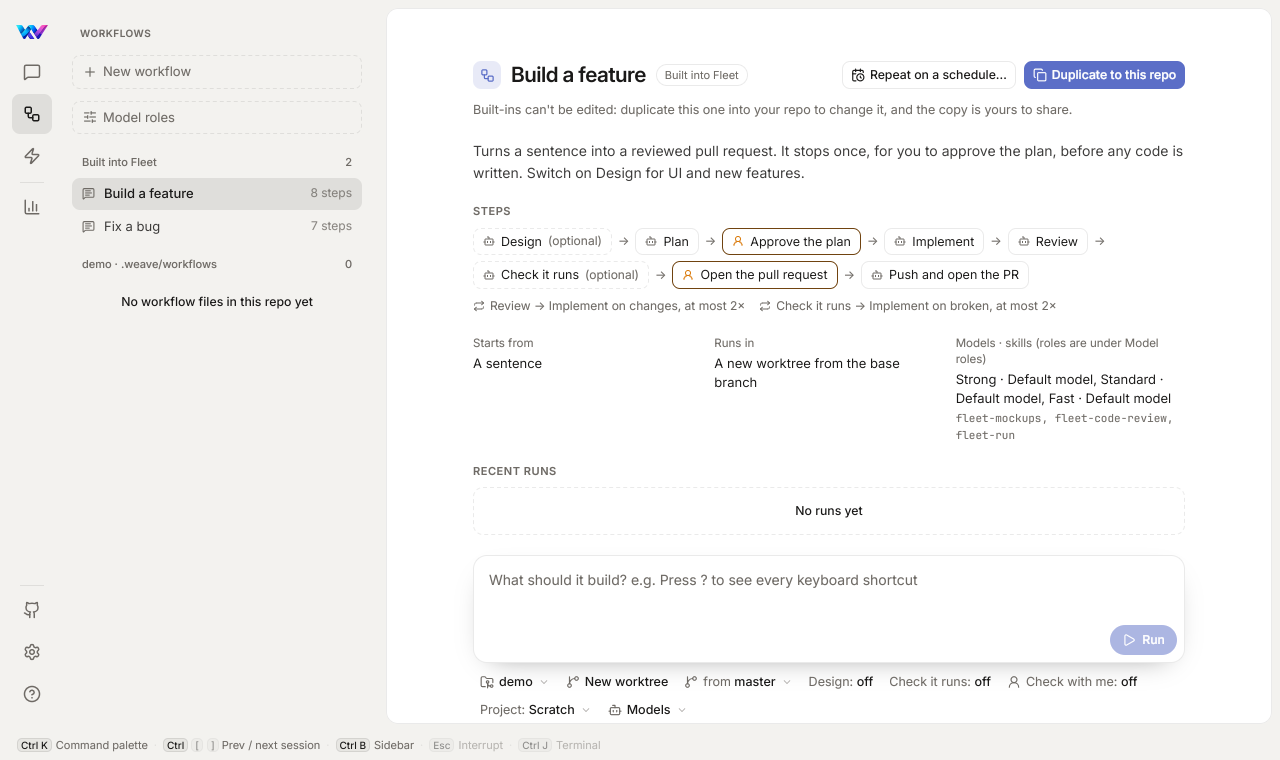 WORKFLOWS
New workflow
Model roles
Built into Fleet 2
Build a feature 8 steps
Fix a bug 7 steps
demo · .weave/workflows 0
No workflow files in this repo yet
Build a feature Built into Fleet Repeat on a schedule... Duplicate to this repo
Built-ins can't be edited: duplicate this one into your repo to change it, and the copy is yours to share.
Turns a sentence into a reviewed pull request. It stops once, for you to approve the plan, before any code is
written. Switch on Design for UI and new features.
STEPS
Design (optional) → Plan → Approve the plan → Implement → Review →
Check it runs (optional) → Open the pull request → Push and open the PR
Review → Implement on changes, at most 2× Check it runs → Implement on broken, at most 2×
Starts from
A sentence
Runs in
A new worktree from the base
branch
Models · skills (roles are under Model
roles)
Strong · Default model, Standard ·
Default model, Fast · Default model
fleet-mockups, fleet-code-review,
fleet-run
RECENT RUNS
No runs yet
What should it build? e.g. Press ? to see every keyboard shortcut
Run
demo New worktree from master Design: off Check it runs: off Check with me: off
Project: Scratch Models
Ctrl K Command palette · Ctrl [ ] Prev / next session · Ctrl B Sidebar · Esc Interrupt · Ctrl J Terminal